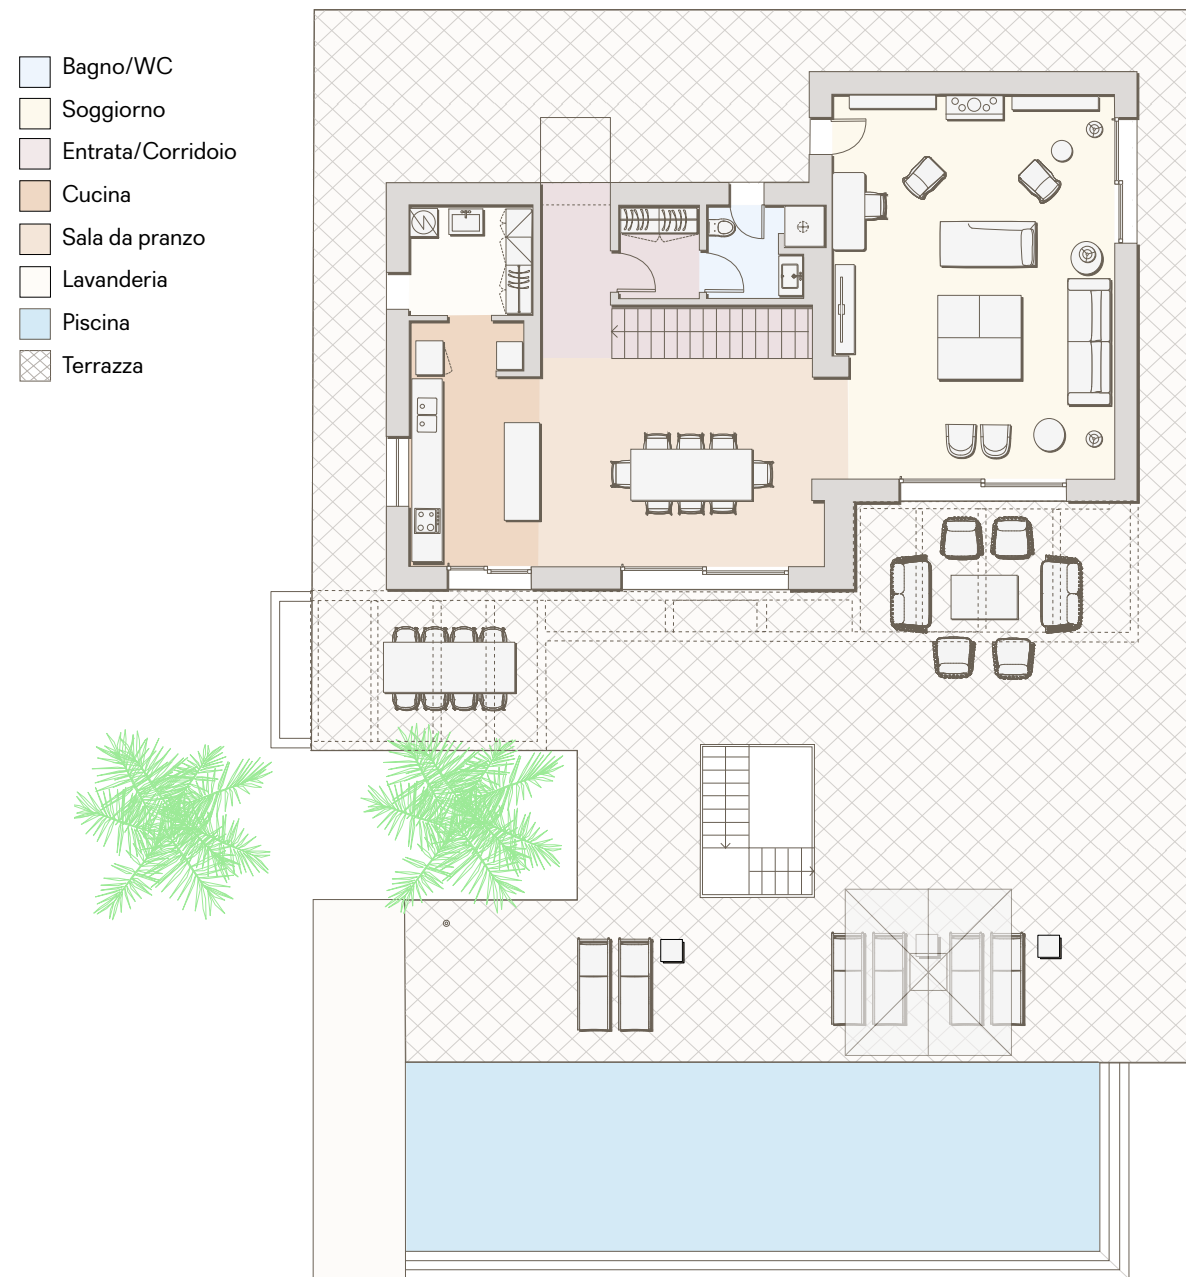 Bagno/WC
Soggiorno
Entrata/Corridoio
Cucina
Sala da pranzo
Lavanderia
Piscina
Terrazza